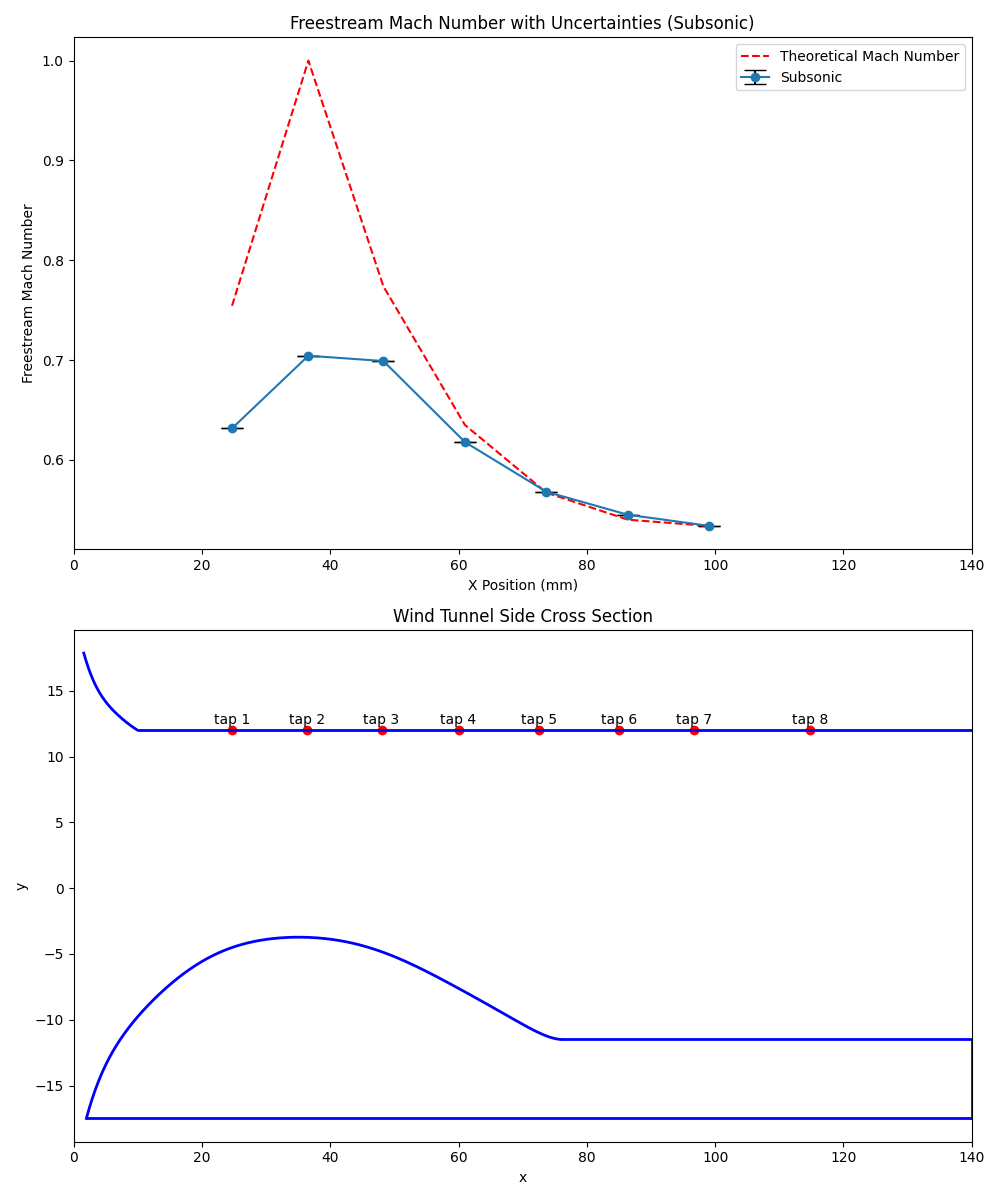 Freestream Mach Number with Uncertainties (Subsonic)
Theoretical Mach Number
Subsonic
1.0
0.9
0.8
0.7
0.6
Freestream Mach Number
0 20 40 60 80 100 120 140
X Position (mm)
Wind Tunnel Side Cross Section
tap 1 tap 2 tap 3 tap 4 tap 5 tap 6 tap 7 tap 8
15
10
5
0
−5
−10
−15
y
0 20 40 60 80 100 120 140
x